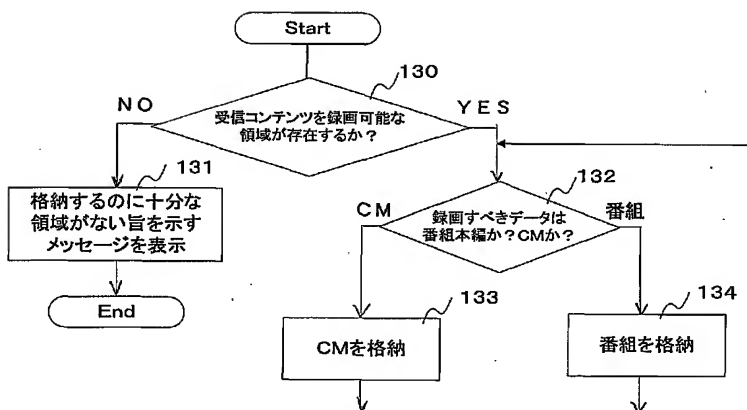 Start
130
NO
YES
受信コンテンツを録画可能な
領域が存在するか？
131
132
格納するのに十分な
領域がない旨を示す
メッセージを表示
CM
番組
録画すべきデータは
番組本編か？CMか？
End
133
134
CMを格納
番組を格納